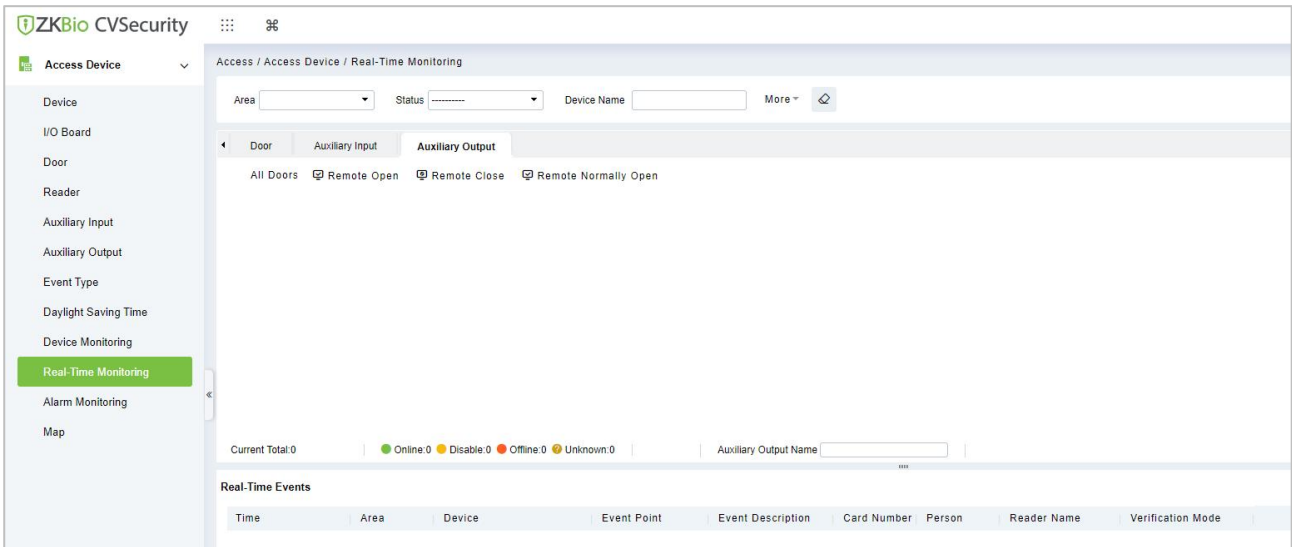 ZKBio CVSecurity
Access Device
Device
I/O Board
Door
Reader
Auxiliary Input
Auxiliary Output
Event Type
Daylight Saving Time
Device Monitoring
Real-Time Monitoring
Alarm Monitoring
Map
Access / Access Device / Real-Time Monitoring
Area Status ---------- Device Name More
Door Auxiliary Input Auxiliary Output
All Doors Remote Open Remote Close Remote Normally Open
Current Total:0 Online:0 Disable:0 Offline:0 Unknown:0 Auxiliary Output Name
Real-Time Events
Time Area Device Event Point Event Description Card Number Person Reader Name Verification Mode